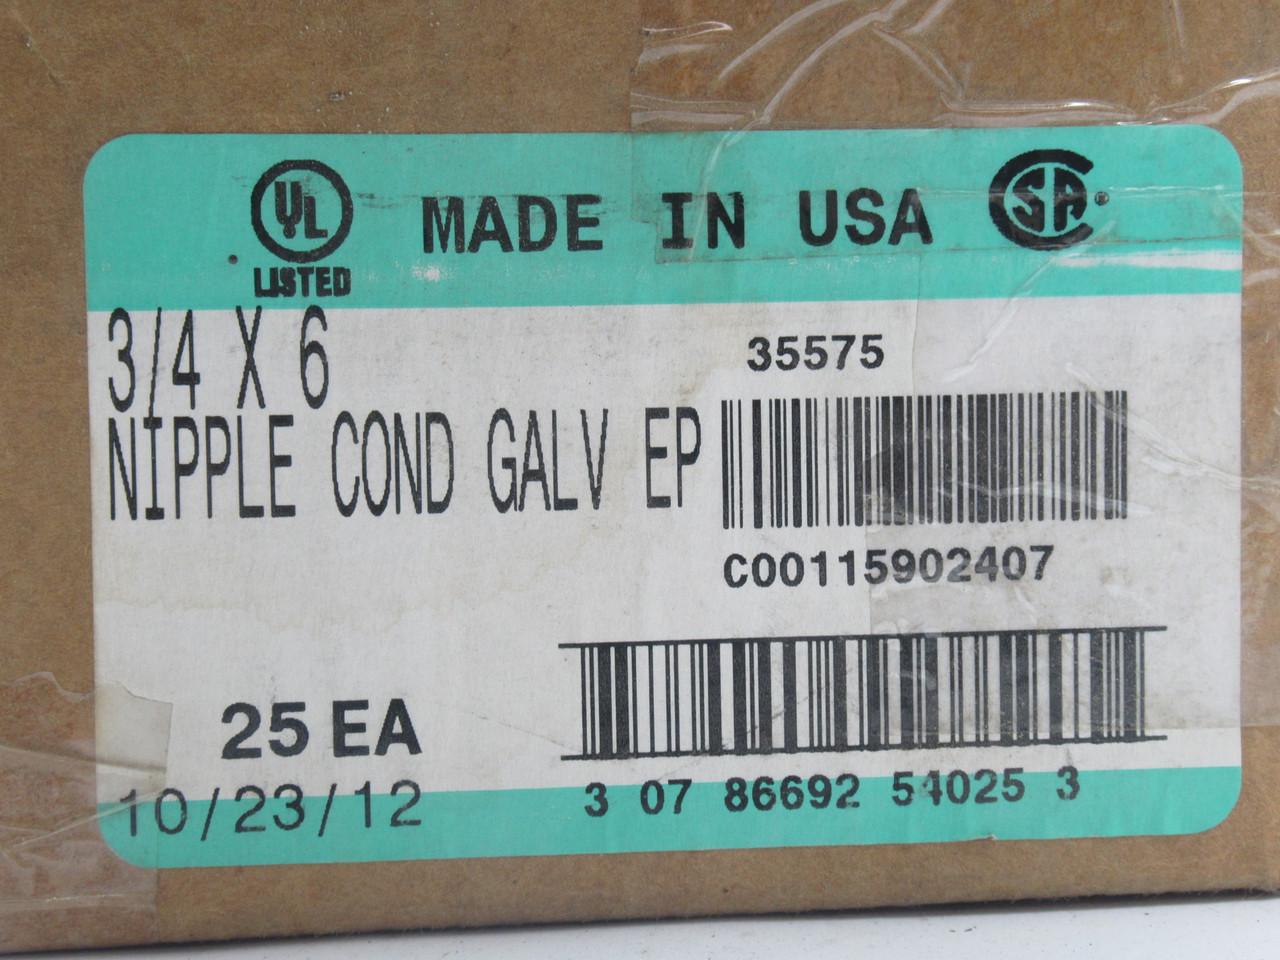 UL
LISTED
MADE IN USA
SA
3/4 X 6
NIPPLE COND GALV EP
35575
C00115902407
25 EA
10/23/12
3 07 86692 54025 3